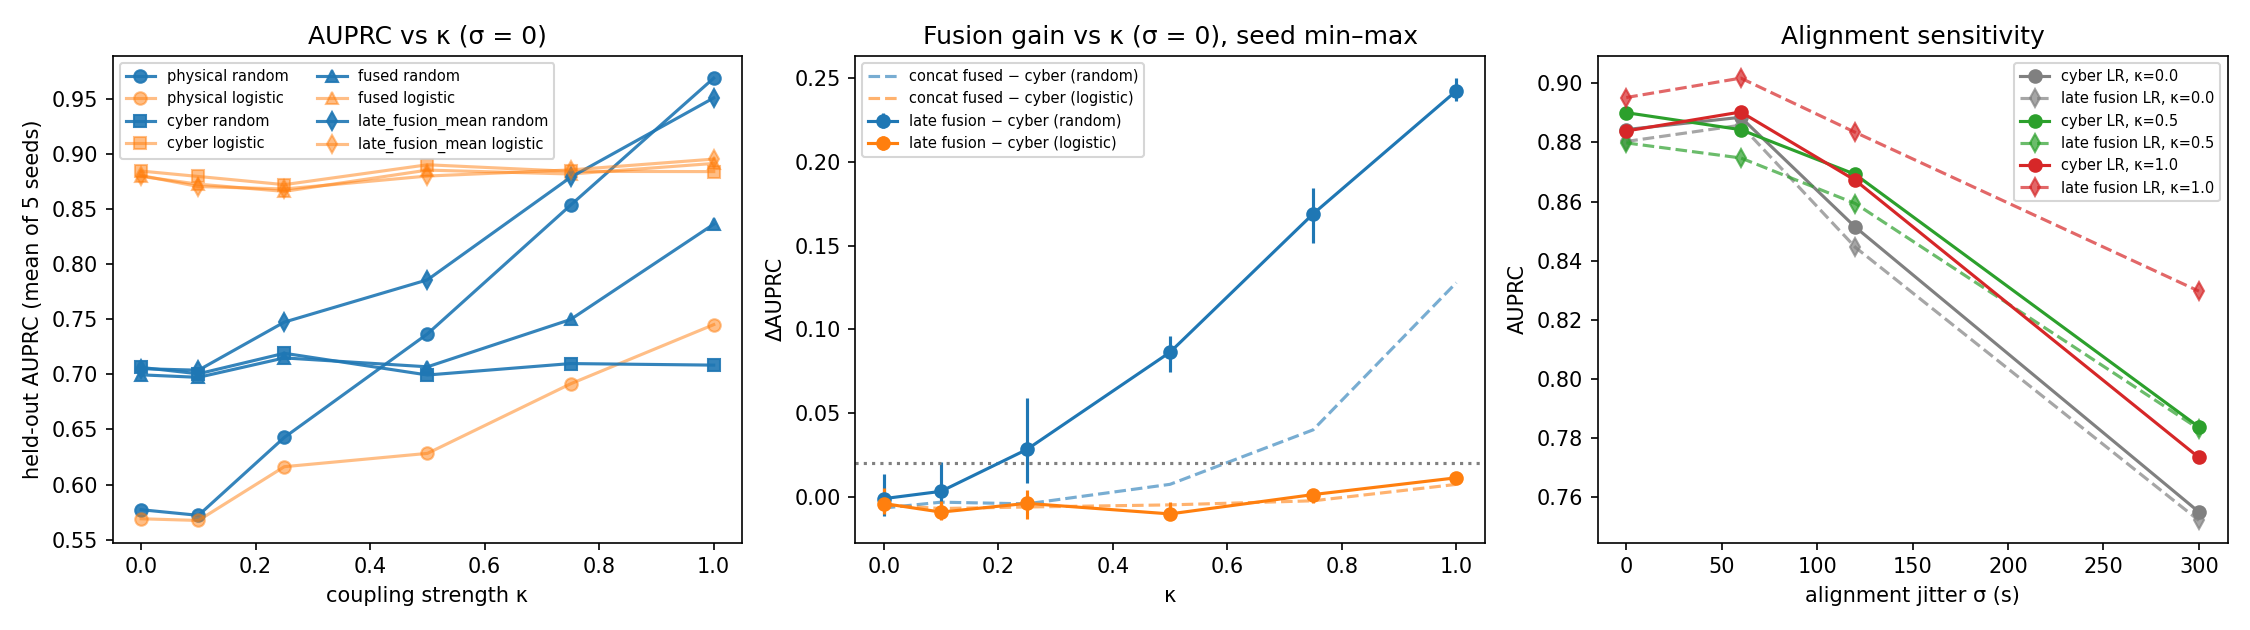 AUPRC vs κ (σ = 0)
physical random
physical logistic
cyber random
cyber logistic
fused random
fused logistic
late_fusion_mean random
late_fusion_mean logistic
held-out AUPRC (mean of 5 seeds)
0.95
0.90
0.85
0.80
0.75
0.70
0.65
0.60
0.55
0.0 0.2 0.4 0.6 0.8 1.0
coupling strength κ
Fusion gain vs κ (σ = 0), seed min–max
concat fused − cyber (random)
concat fused − cyber (logistic)
late fusion − cyber (random)
late fusion − cyber (logistic)
ΔAUPRC
0.25
0.20
0.15
0.10
0.05
0.00
0.0 0.2 0.4 0.6 0.8 1.0
κ
Alignment sensitivity
cyber LR, κ=0.0
late fusion LR, κ=0.0
cyber LR, κ=0.5
late fusion LR, κ=0.5
cyber LR, κ=1.0
late fusion LR, κ=1.0
AUPRC
0.90
0.88
0.86
0.84
0.82
0.80
0.78
0.76
0 50 100 150 200 250 300
alignment jitter σ (s)